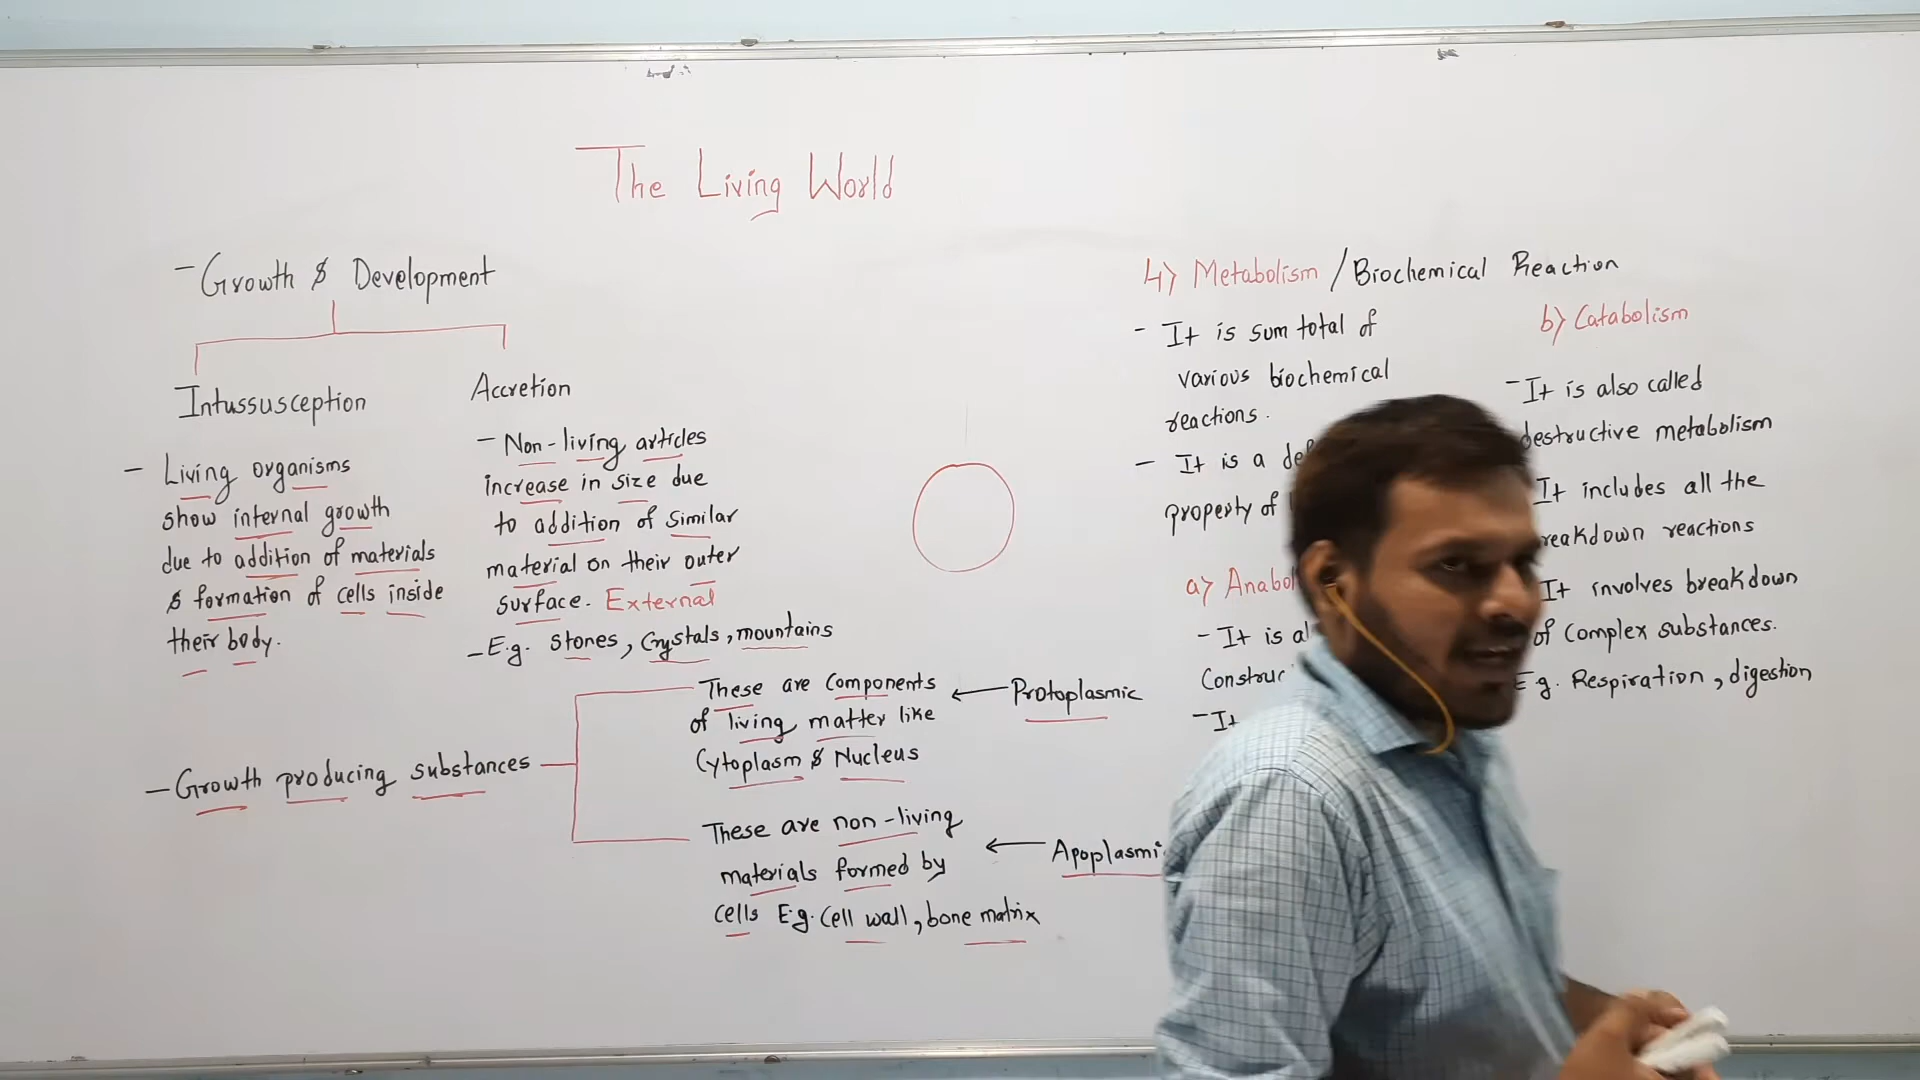 The Living World
- Growth & Development
Intussusception
- Living organisms
show internal growth
due to addition of materials
& formation of cells inside
their body.
Accretion
- Non-living articles
increase in size due
to addition of similar
material on their outer
surface. External
- E.g. stones, Crystals, mountains
- Growth producing substances
These are components
of living matter like
Cytoplasm & Nucleus
← Protoplasmic
These are non-living
materials formed by
cells E.g. Cell wall, bone matrix
← Apoplasmi
4) Metabolism / Biochemical Reaction
- It is sum total of
various biochemical
reactions.
- It is a def
property of
a) Anabol
- It is al
Construc
- It
b) Catabolism
- It is also called
destructive metabolism
It includes all the
reakdown reactions
It involves breakdown
of complex substances.
E.g. Respiration, digestion